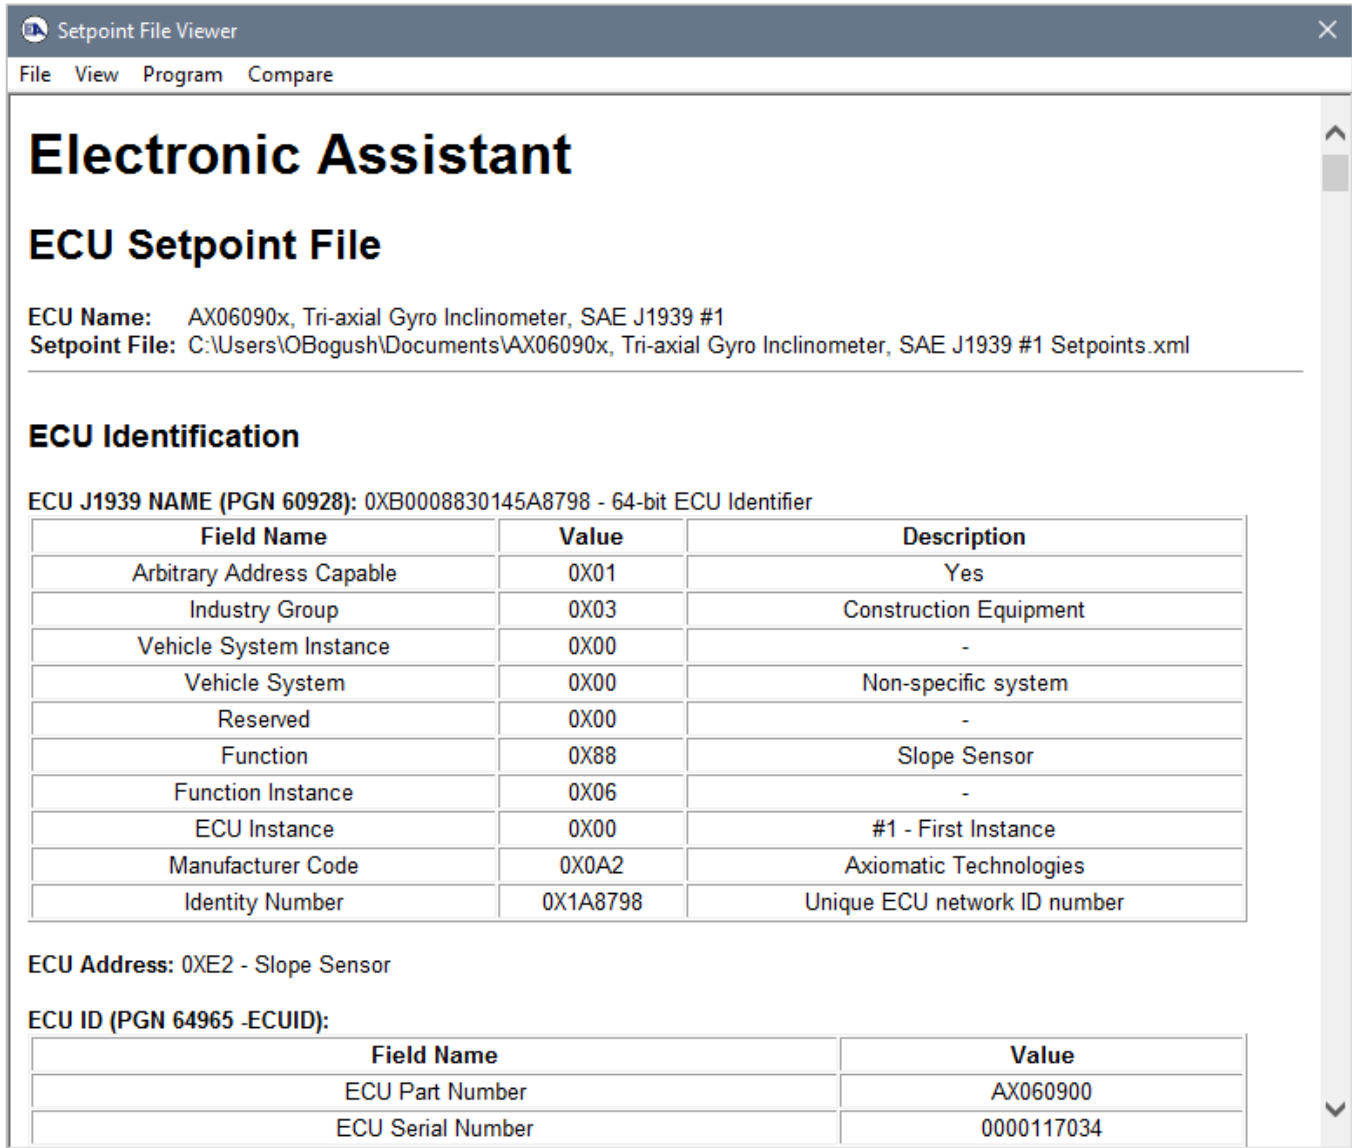 Setpoint File Viewer
File View Program Compare
Electronic Assistant
ECU Setpoint File
ECU Name: AX06090x, Tri-axial Gyro Inclinometer, SAE J1939 #1
Setpoint File: C:\Users\OBogush\Documents\AX06090x, Tri-axial Gyro Inclinometer, SAE J1939 #1 Setpoints.xml
ECU Identification
ECU J1939 NAME (PGN 60928): 0XB0008830145A8798 - 64-bit ECU Identifier
Field Name Value Description
Arbitrary Address Capable 0X01 Yes
Industry Group 0X03 Construction Equipment
Vehicle System Instance 0X00 -
Vehicle System 0X00 Non-specific system
Reserved 0X00 -
Function 0X88 Slope Sensor
Function Instance 0X06 -
ECU Instance 0X00 #1 - First Instance
Manufacturer Code 0X0A2 Axiomatic Technologies
Identity Number 0X1A8798 Unique ECU network ID number
ECU Address: 0XE2 - Slope Sensor
ECU ID (PGN 64965 -ECUID):
Field Name Value
ECU Part Number AX060900
ECU Serial Number 0000117034